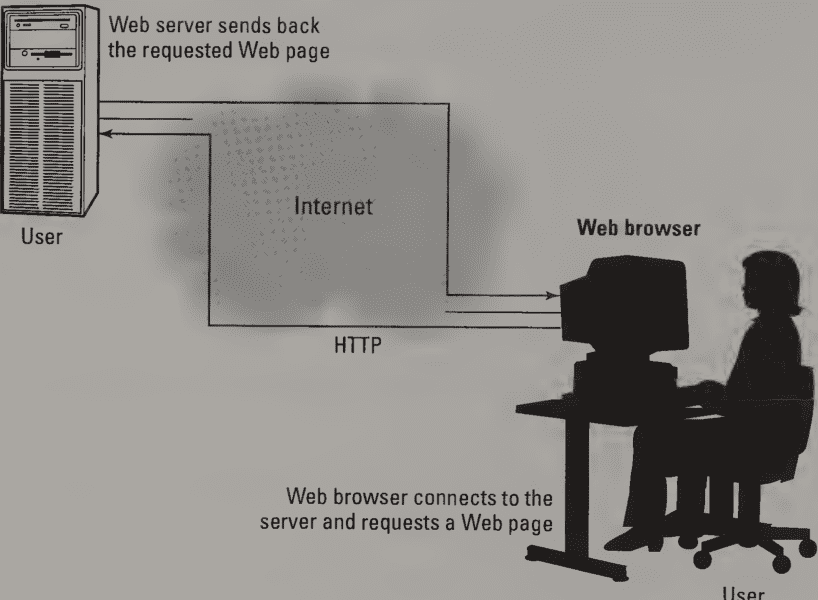 Web server sends back
the requested Web page
User
Internet
Web browser
HTTP
Web browser connects to the
server and requests a Web page
User